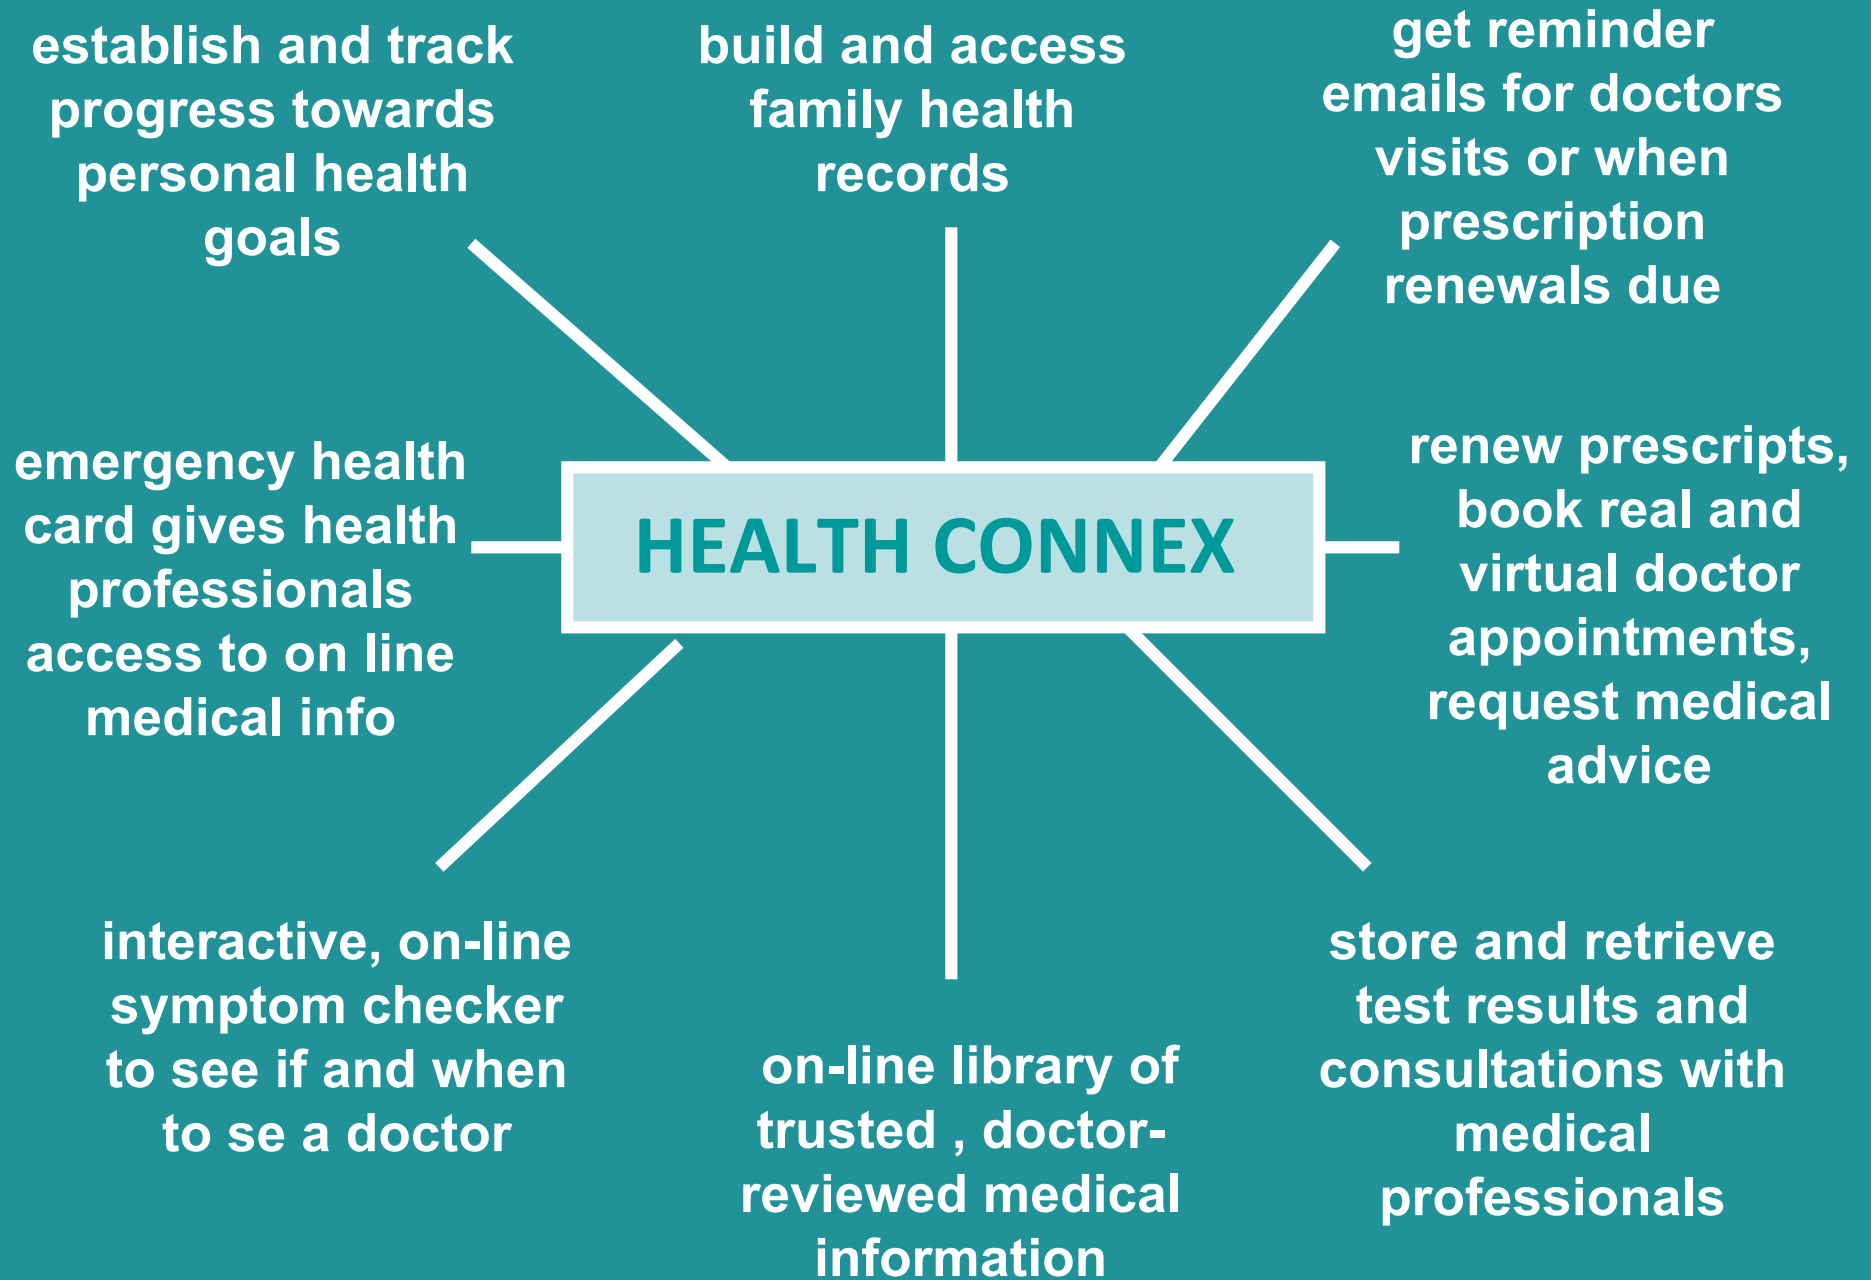 establish and track
progress towards
personal health
goals
build and access
family health
records
get reminder
emails for doctors
visits or when
prescription
renewals due
emergency health
card gives health
professionals
access to on line
medical info
HEALTH CONNEX
renew prescripts,
book real and
virtual doctor
appointments,
request medical
advice
interactive, on-line
symptom checker
to see if and when
to se a doctor
on-line library of
trusted , doctor-
reviewed medical
information
store and retrieve
test results and
consultations with
medical
professionals